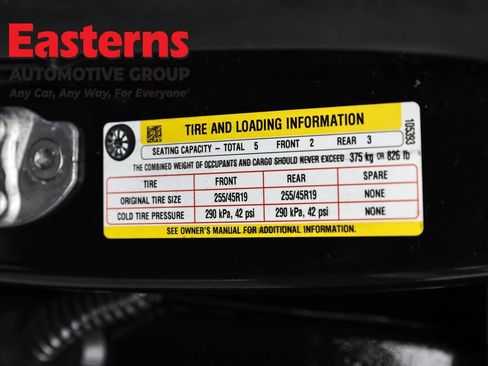 Easterns
AUTOMOTIVE GROUP
Any Car, Any Way, For Everyone
TIRE AND LOADING INFORMATION
SEATING CAPACITY - TOTAL 5 FRONT 2 REAR 3
THE COMBINED WEIGHT OF OCCUPANTS AND CARGO SHOULD NEVER EXCEED 375 kg OR 826 lb
TIRE FRONT REAR SPARE
ORIGINAL TIRE SIZE 255/45R19 255/45R19 NONE
COLD TIRE PRESSURE 290 kPa, 42 psi 290 kPa, 42 psi NONE
SEE OWNER'S MANUAL FOR ADDITIONAL INFORMATION.
105393